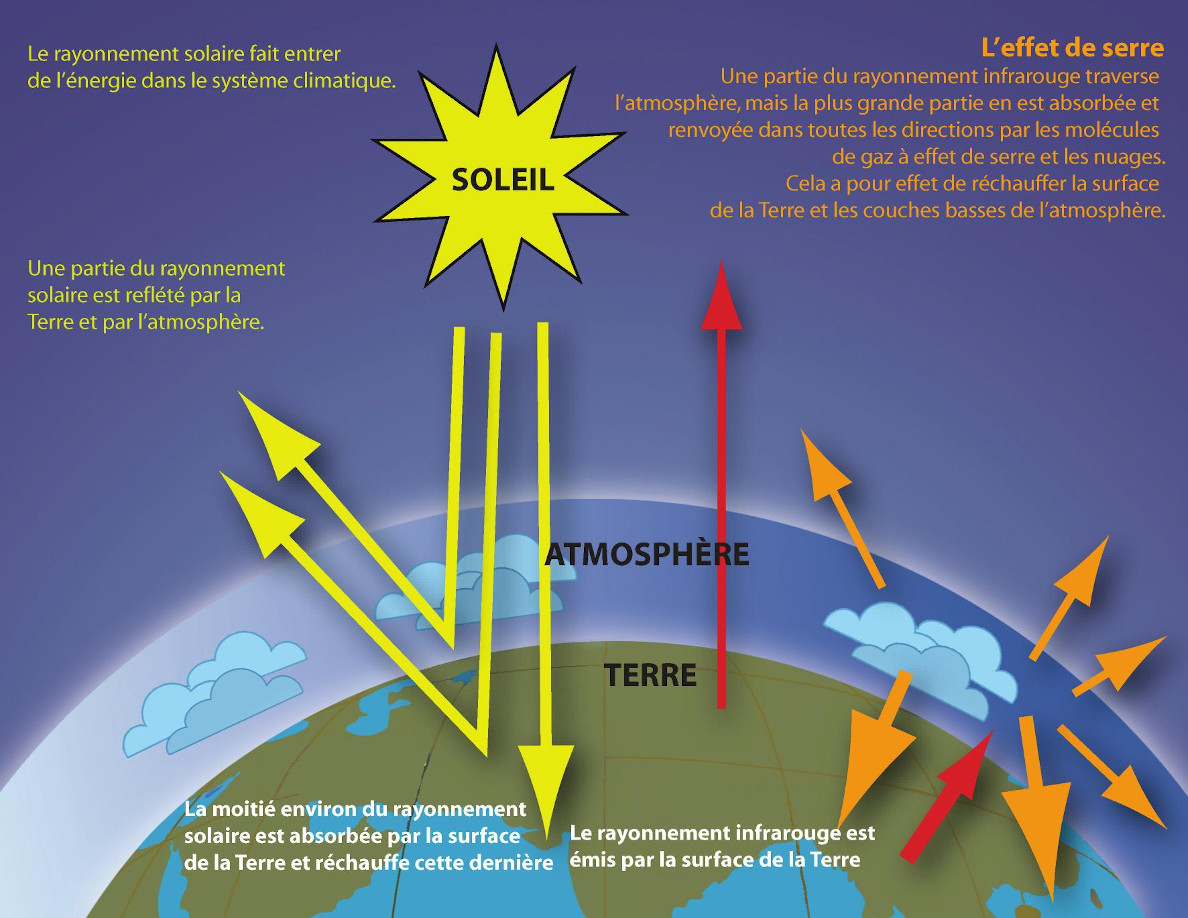 Le rayonnement solaire fait entrer
de l'énergie dans le système climatique.
L'effet de serre
Une partie du rayonnement infrarouge traverse
l'atmosphère, mais la plus grande partie en est absorbée et
renvoyée dans toutes les directions par les molécules
de gaz à effet de serre et les nuages.
Cela a pour effet de réchauffer la surface
de la Terre et les couches basses de l'atmosphère.
SOLEIL
Une partie du rayonnement
solaire est reflété par la
Terre et par l'atmosphère.
ATMOSPHÈRE
TERRE
La moitié environ du rayonnement
solaire est absorbée par la surface
de la Terre et réchauffe cette dernière
Le rayonnement infrarouge est
émis par la surface de la Terre